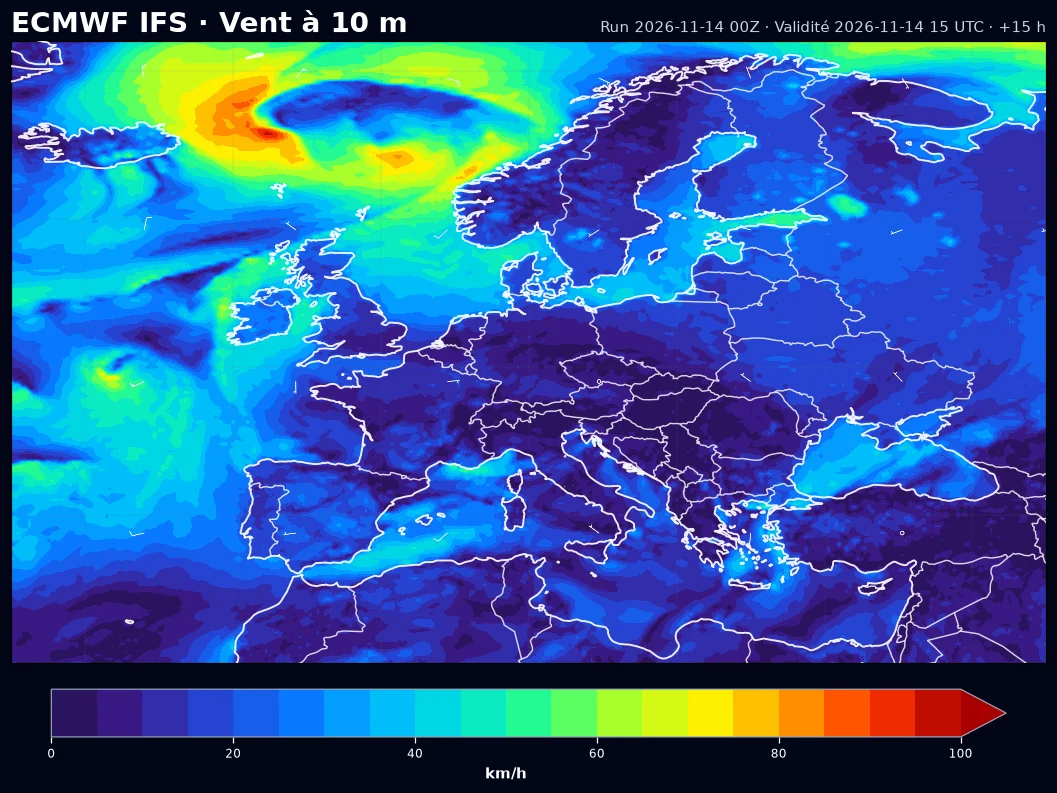 ECMWF IFS · Vent à 10 m
Run 2026-11-14 00Z · Validité 2026-11-14 15 UTC · +15 h
0 20 40 60 80 100
km/h